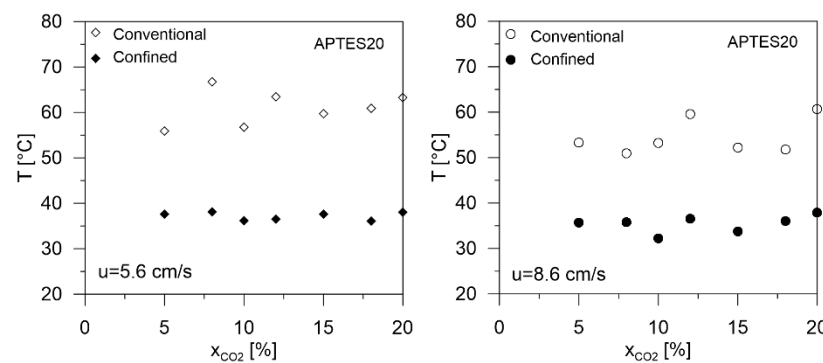 80
70
60
50
40
30
20
T [°C]
◇ Conventional
◆ Confined
APTES20
u=5.6 cm/s
0 5 10 15 20
xCO2 [%]
80
70
60
50
40
30
20
T [°C]
○ Conventional
● Confined
APTES20
u=8.6 cm/s
0 5 10 15 20
xCO2 [%]